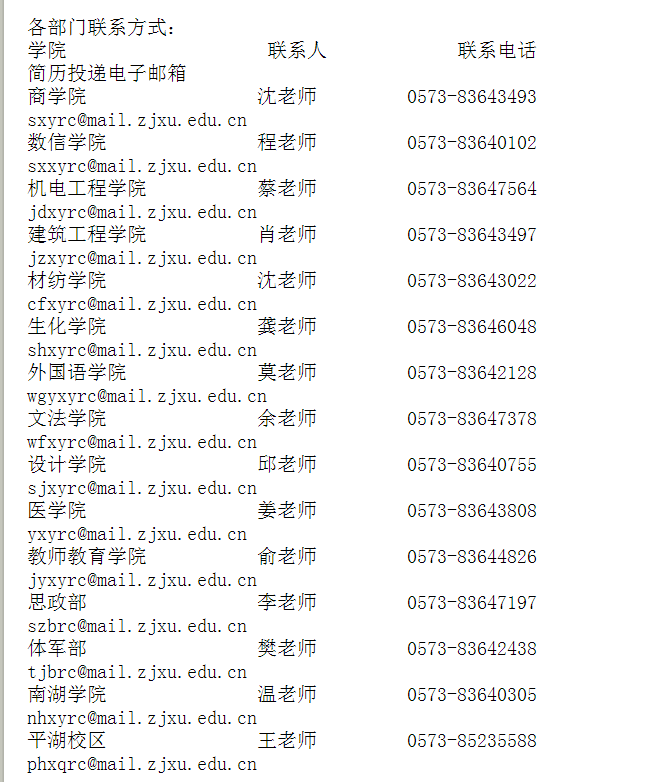 各部门联系方式：
学院 联系人 联系电话
简历投递电子邮箱
商学院 沈老师 0573-83643493
sxyrc@mail.zjxu.edu.cn
数信学院 程老师 0573-83640102
sxxyrc@mail.zjxu.edu.cn
机电工程学院 蔡老师 0573-83647564
jdxyrc@mail.zjxu.edu.cn
建筑工程学院 肖老师 0573-83643497
jzxyrc@mail.zjxu.edu.cn
材纺学院 沈老师 0573-83643022
cfxyrc@mail.zjxu.edu.cn
生化学院 龚老师 0573-83646048
shxyrc@mail.zjxu.edu.cn
外国语学院 莫老师 0573-83642128
wgyxyrc@mail.zjxu.edu.cn
文法学院 余老师 0573-83647378
wfxyrc@mail.zjxu.edu.cn
设计学院 邱老师 0573-83640755
sjxyrc@mail.zjxu.edu.cn
医学院 姜老师 0573-83643808
yxyrc@mail.zjxu.edu.cn
教师教育学院 俞老师 0573-83644826
jyxyrc@mail.zjxu.edu.cn
思政部 李老师 0573-83647197
szbrc@mail.zjxu.edu.cn
体军部 樊老师 0573-83642438
tjbrc@mail.zjxu.edu.cn
南湖学院 温老师 0573-83640305
nhxyrc@mail.zjxu.edu.cn
平湖校区 王老师 0573-85235588
phxqrc@mail.zjxu.edu.cn